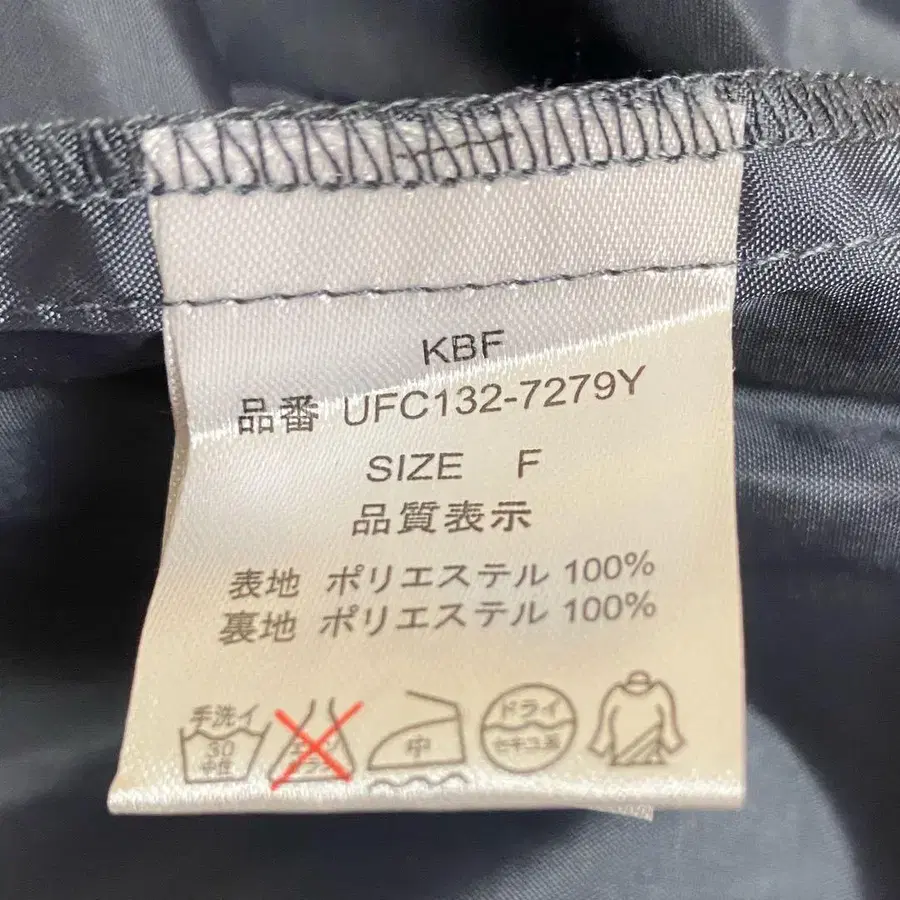 KBF
品番 UFC132-7279Y
SIZE F
品質表示
表地 ポリエステル 100%
裏地 ポリエステル 100%
手洗イ
30
中性
中
ドライ
セキユ系